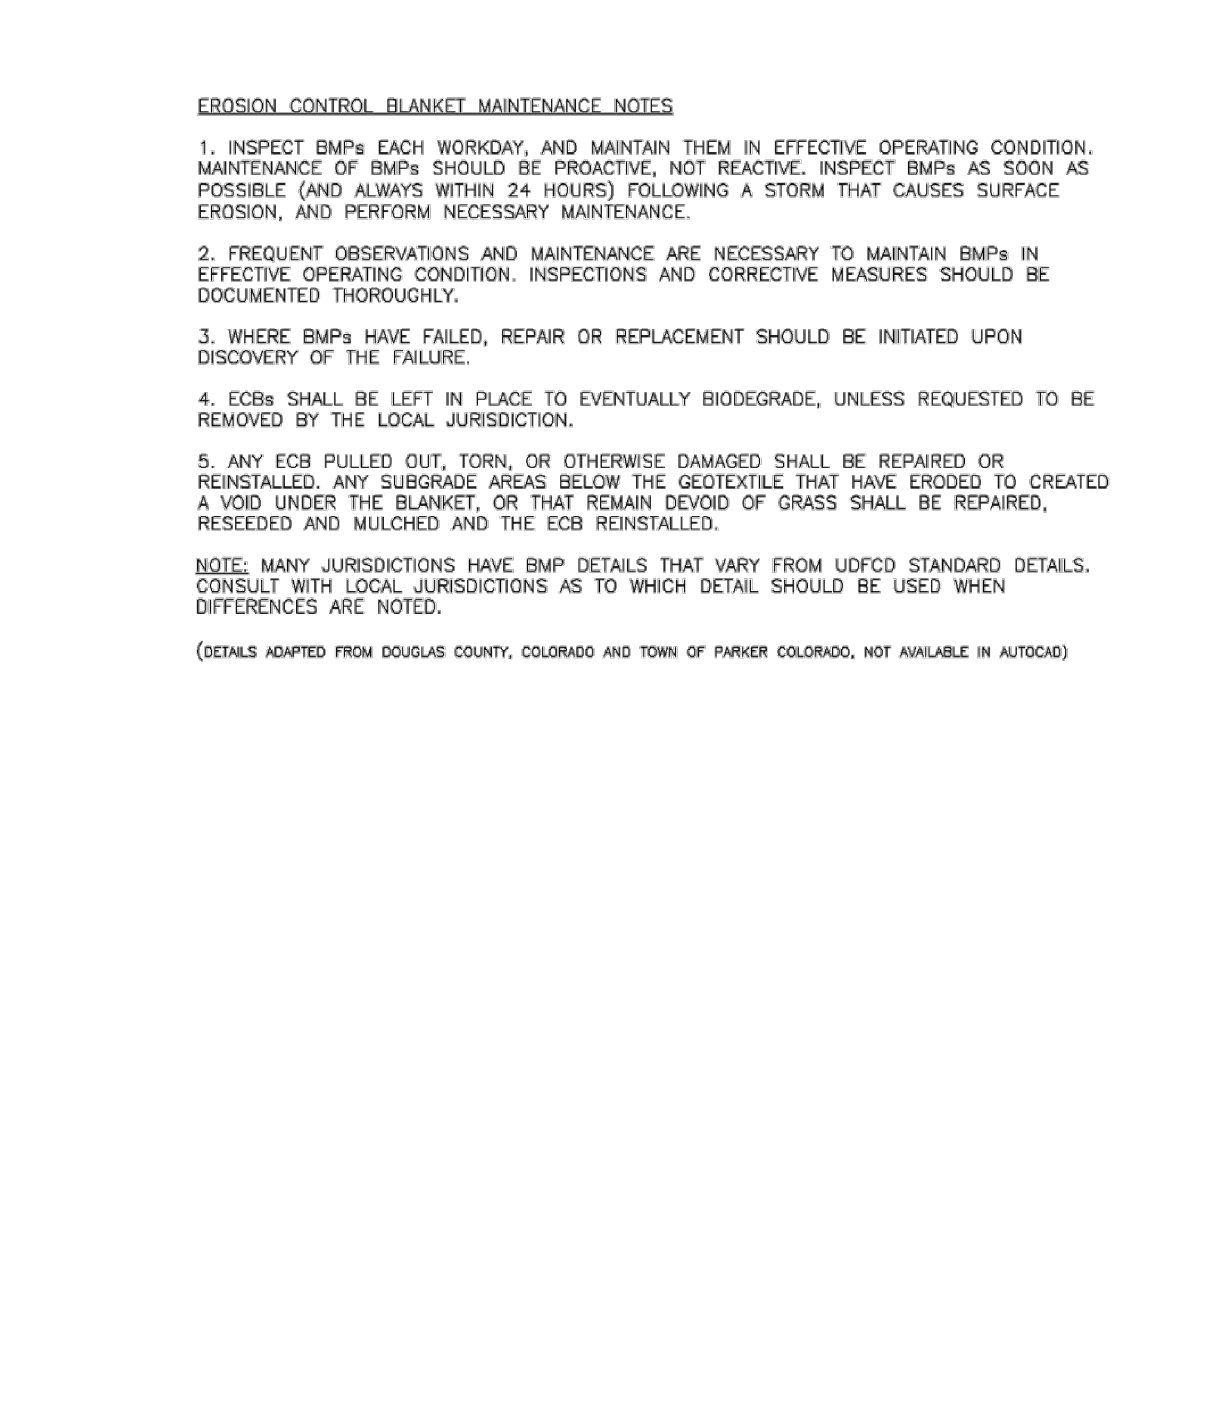 EROSION CONTROL BLANKET MAINTENANCE NOTES
1. INSPECT BMPs EACH WORKDAY, AND MAINTAIN THEM IN EFFECTIVE OPERATING CONDITION.
MAINTENANCE OF BMPs SHOULD BE PROACTIVE, NOT REACTIVE. INSPECT BMPs AS SOON AS
POSSIBLE (AND ALWAYS WITHIN 24 HOURS) FOLLOWING A STORM THAT CAUSES SURFACE
EROSION, AND PERFORM NECESSARY MAINTENANCE.
2. FREQUENT OBSERVATIONS AND MAINTENANCE ARE NECESSARY TO MAINTAIN BMPs IN
EFFECTIVE OPERATING CONDITION. INSPECTIONS AND CORRECTIVE MEASURES SHOULD BE
DOCUMENTED THOROUGHLY.
3. WHERE BMPs HAVE FAILED, REPAIR OR REPLACEMENT SHOULD BE INITIATED UPON
DISCOVERY OF THE FAILURE.
4. ECBs SHALL BE LEFT IN PLACE TO EVENTUALLY BIODEGRADE, UNLESS REQUESTED TO BE
REMOVED BY THE LOCAL JURISDICTION.
5. ANY ECB PULLED OUT, TORN, OR OTHERWISE DAMAGED SHALL BE REPAIRED OR
REINSTALLED. ANY SUBGRADE AREAS BELOW THE GEOTEXTILE THAT HAVE ERODED TO CREATED
A VOID UNDER THE BLANKET, OR THAT REMAIN DEVOID OF GRASS SHALL BE REPAIRED,
RESEEDED AND MULCHED AND THE ECB REINSTALLED.
NOTE: MANY JURISDICTIONS HAVE BMP DETAILS THAT VARY FROM UDFCD STANDARD DETAILS.
CONSULT WITH LOCAL JURISDICTIONS AS TO WHICH DETAIL SHOULD BE USED WHEN
DIFFERENCES ARE NOTED.
(DETAILS ADAPTED FROM DOUGLAS COUNTY, COLORADO AND TOWN OF PARKER COLORADO, NOT AVAILABLE IN AUTOCAD)